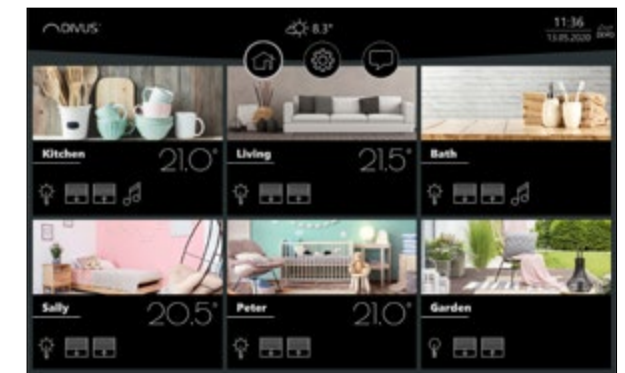 DIVUS
8.3°
11:36
13.05.2020
DEMO
Kitchen
21.0°
Living
21.5°
Bath
Sally
20.5°
Peter
21.0°
Garden